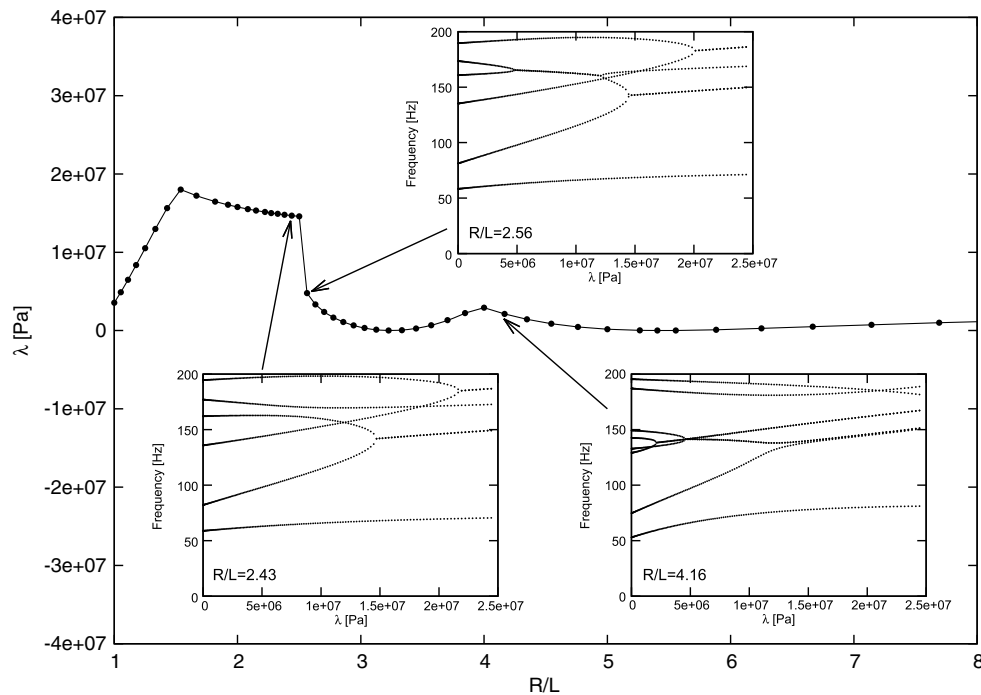 4e+07
3e+07
2e+07
1e+07
0
-1e+07
-2e+07
-3e+07
-4e+07
λ [Pa]
1 2 3 4 5 6 7 8
R/L
200
150
100
50
0
Frequency [Hz]
R/L=2.56
0 5e+06 1e+07 1.5e+07 2e+07 2.5e+07
λ [Pa]
200
150
100
50
0
Frequency [Hz]
R/L=2.43
0 5e+06 1e+07 1.5e+07 2e+07 2.5e+07
λ [Pa]
200
150
100
50
0
Frequency [Hz]
R/L=4.16
0 5e+06 1e+07 1.5e+07 2e+07 2.5e+07
λ [Pa]